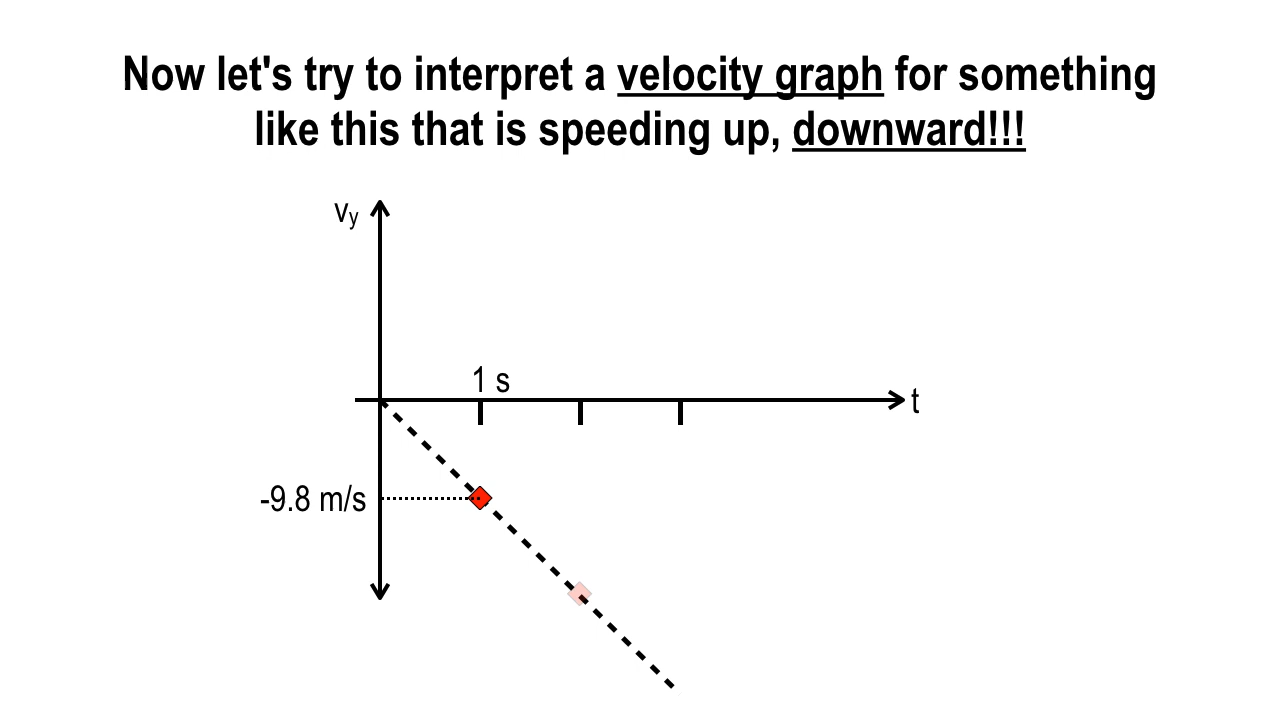 Now let's try to interpret a velocity graph for something
like this that is speeding up, downward!!!
vy
1 s
t
-9.8 m/s